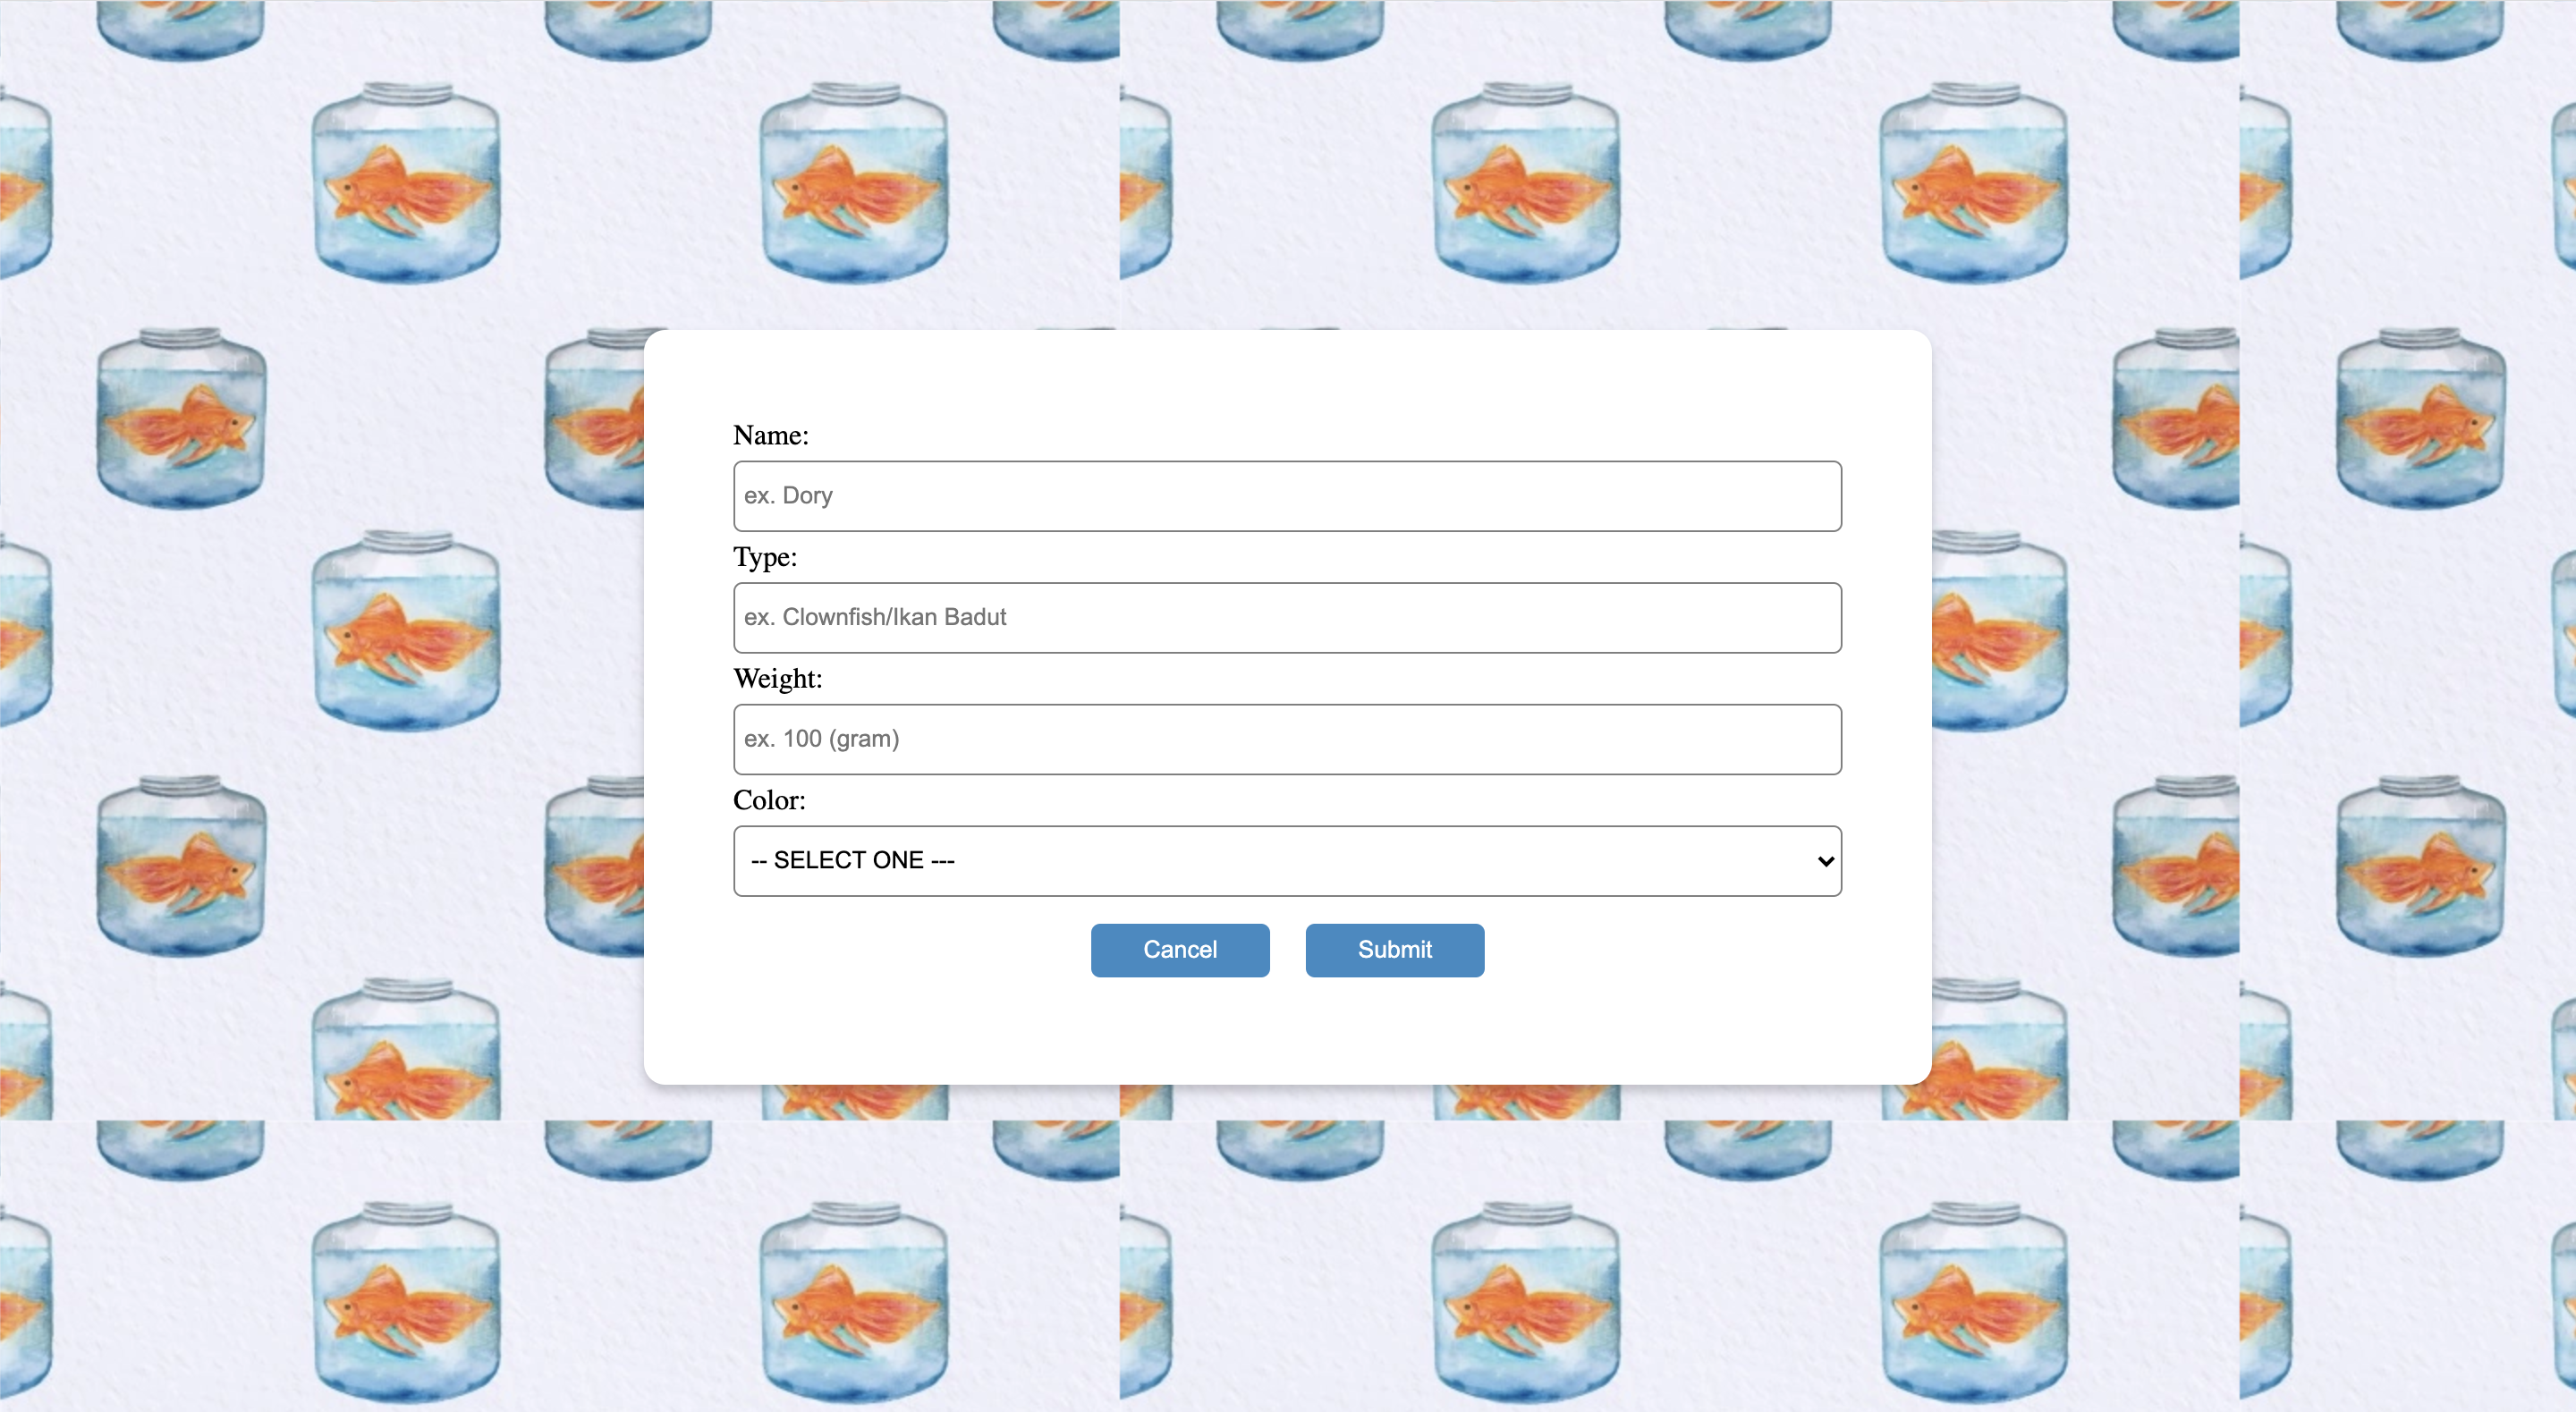 Name:
ex. Dory
Type:
ex. Clownfish/Ikan Badut
Weight:
ex. 100 (gram)
Color:
-- SELECT ONE ---
Cancel Submit